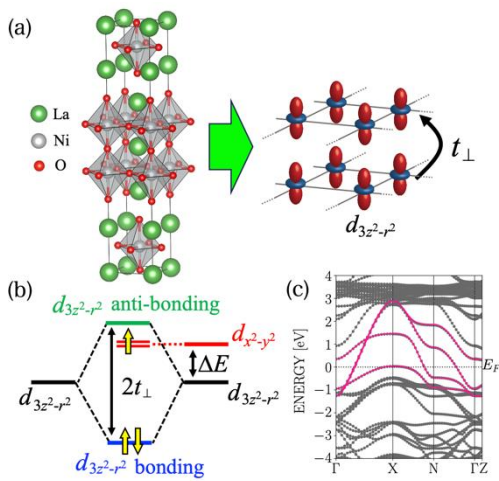 (a)
La
Ni
O
t⊥
d3z²-r²
(b)
d3z²-r² anti-bonding
dx²-y²
ΔE
2t⊥
d3z²-r²
d3z²-r²
d3z²-r² bonding
(c)
ENERGY [eV]
4
3
2
1
0
−1
−2
−3
−4
EF
Γ
X
N
ΓZ